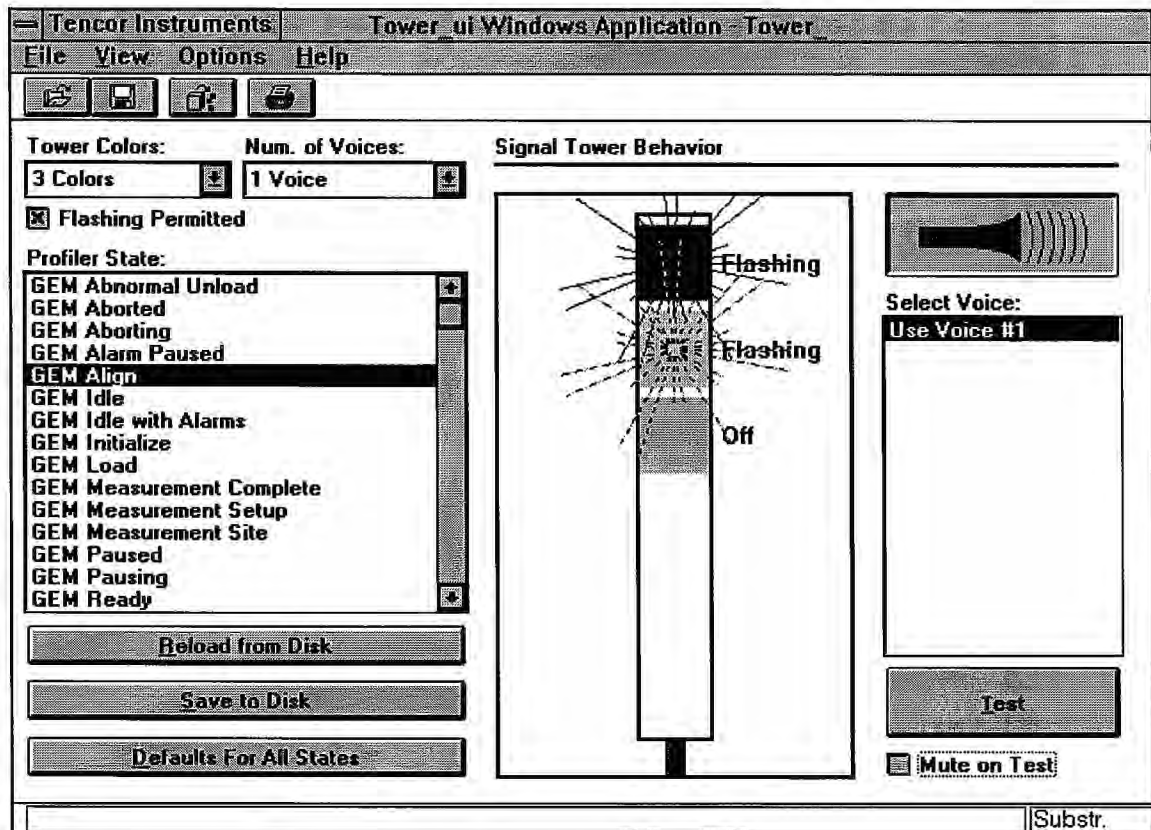 Tencor Instruments Tower_ui Windows Application - Tower_
File View Options Help
Tower Colors: Num. of Voices:
3 Colors 1 Voice
Flashing Permitted
Profiler State:
GEM Abnormal Unload
GEM Aborted
GEM Aborting
GEM Alarm Paused
GEM Align
GEM Idle
GEM Idle with Alarms
GEM Initialize
GEM Load
GEM Measurement Complete
GEM Measurement Setup
GEM Measurement Site
GEM Paused
GEM Pausing
GEM Ready
Reload from Disk
Save to Disk
Defaults For All States
Signal Tower Behavior
Flashing
Flashing
Off
Select Voice:
Use Voice #1
Test
Mute on Test
Substr.